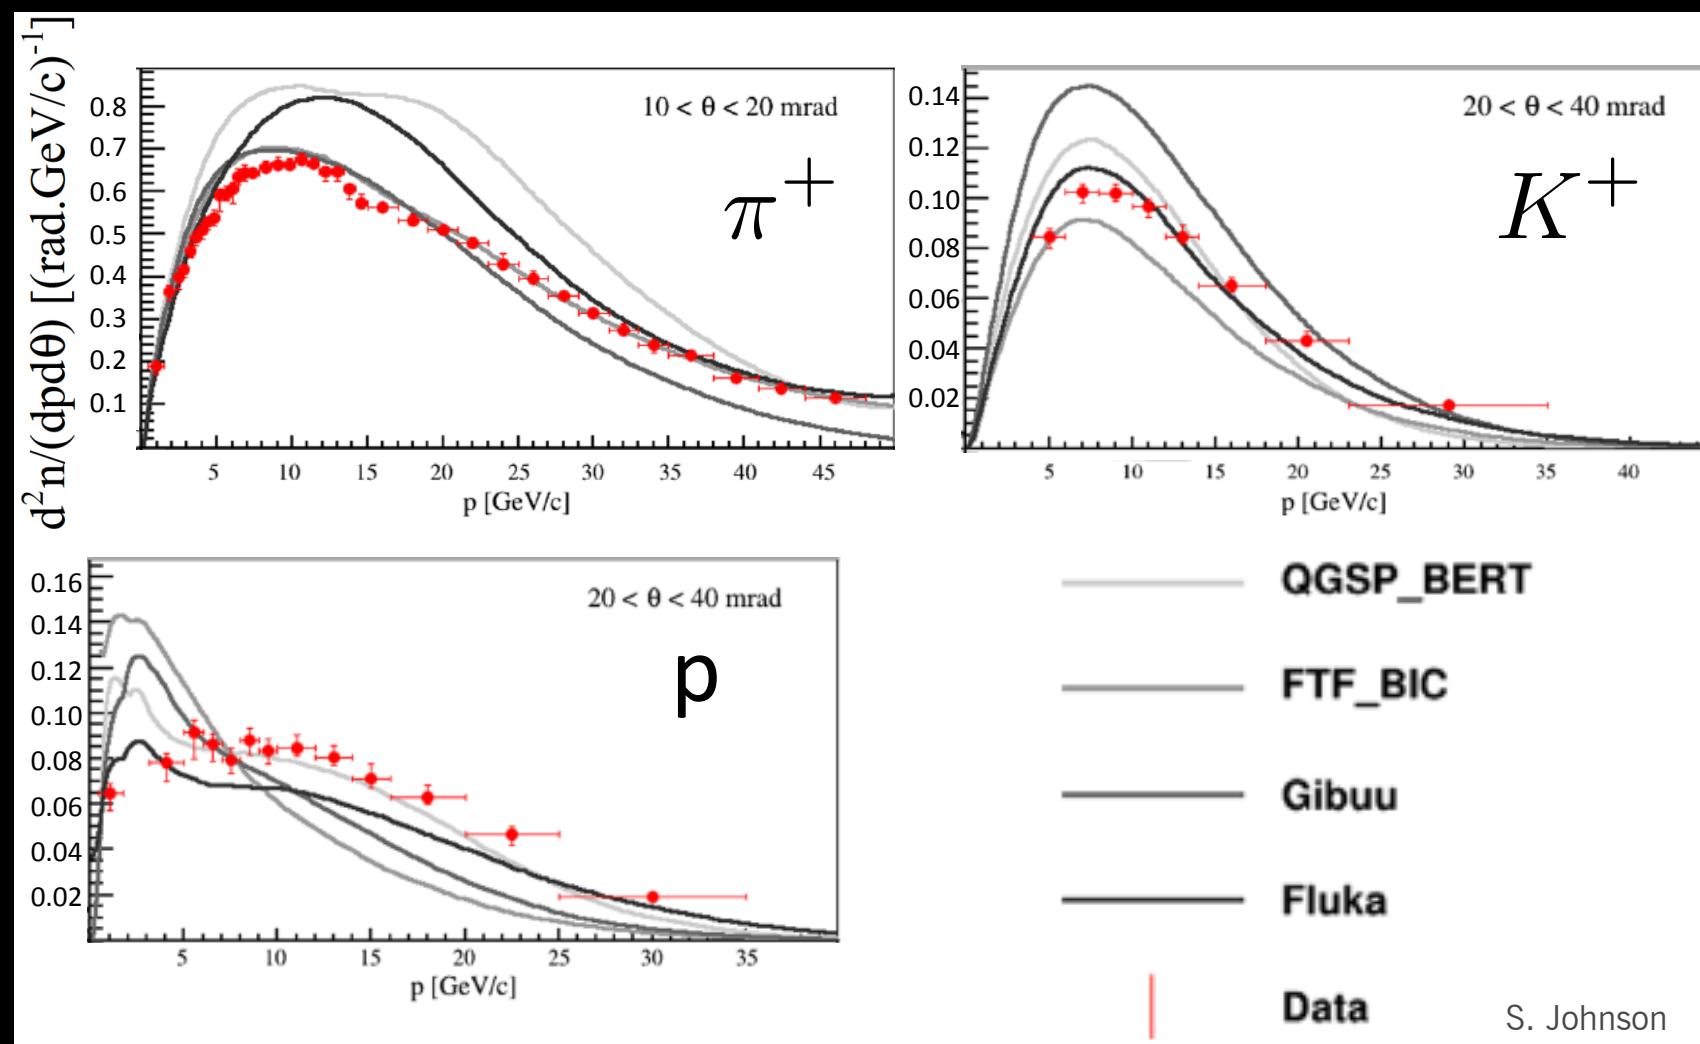 d²n/(dpdθ) [(rad.GeV/c)⁻¹]
10 < θ < 20 mrad
π⁺
0.8
0.7
0.6
0.5
0.4
0.3
0.2
0.1
5 10 15 20 25 30 35 40 45
p [GeV/c]
20 < θ < 40 mrad
K⁺
0.14
0.12
0.10
0.08
0.06
0.04
0.02
5 10 15 20 25 30 35 40
p [GeV/c]
20 < θ < 40 mrad
p
0.16
0.14
0.12
0.10
0.08
0.06
0.04
0.02
5 10 15 20 25 30 35
p [GeV/c]
QGSP_BERT
FTF_BIC
Gibuu
Fluka
Data
S. Johnson